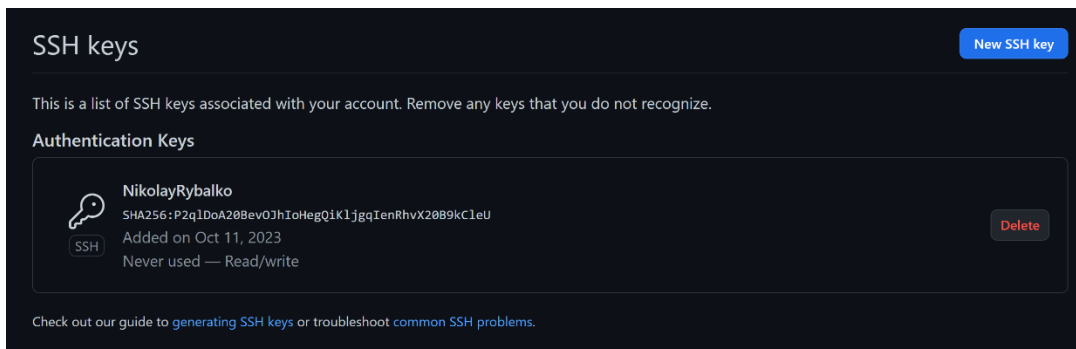 SSH keys
New SSH key
This is a list of SSH keys associated with your account. Remove any keys that you do not recognize.
Authentication Keys
NikolayRybalko
SHA256:P2qlDoA20BevOJhIoHegQiKljgqIenRhvX20B9kCleU
SSH
Added on Oct 11, 2023
Never used — Read/write
Delete
Check out our guide to generating SSH keys or troubleshoot common SSH problems.